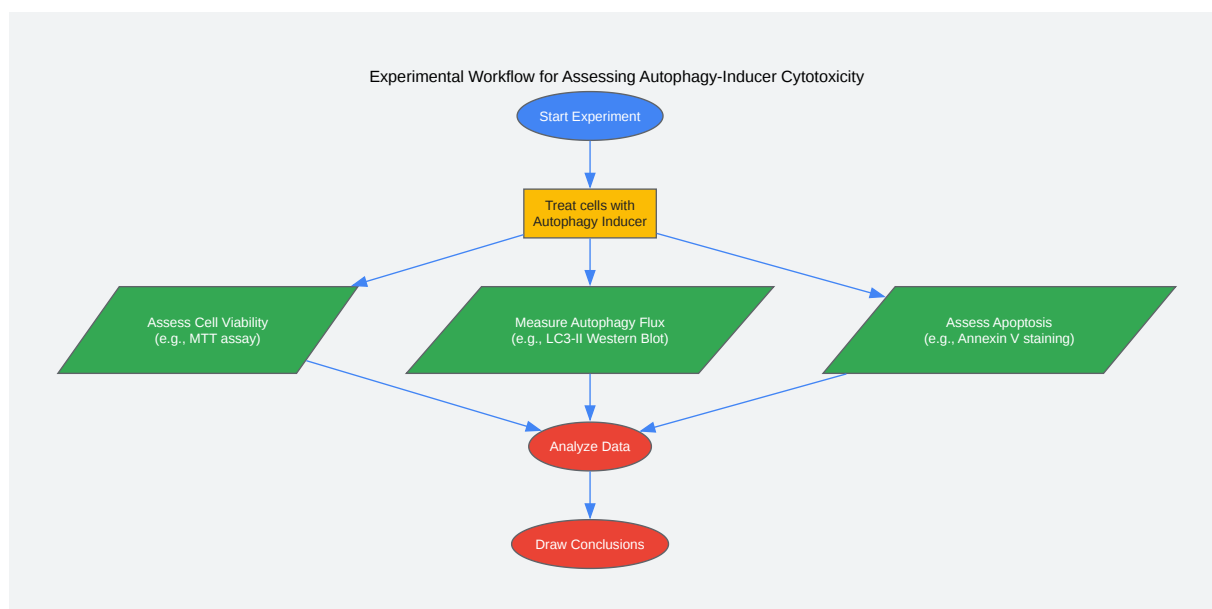 Experimental Workflow for Assessing Autophagy-Inducer Cytotoxicity
Start Experiment
Treat cells with
Autophagy Inducer
Assess Cell Viability
(e.g., MTT assay)
Measure Autophagy Flux
(e.g., LC3-II Western Blot)
Assess Apoptosis
(e.g., Annexin V staining)
Analyze Data
Draw Conclusions